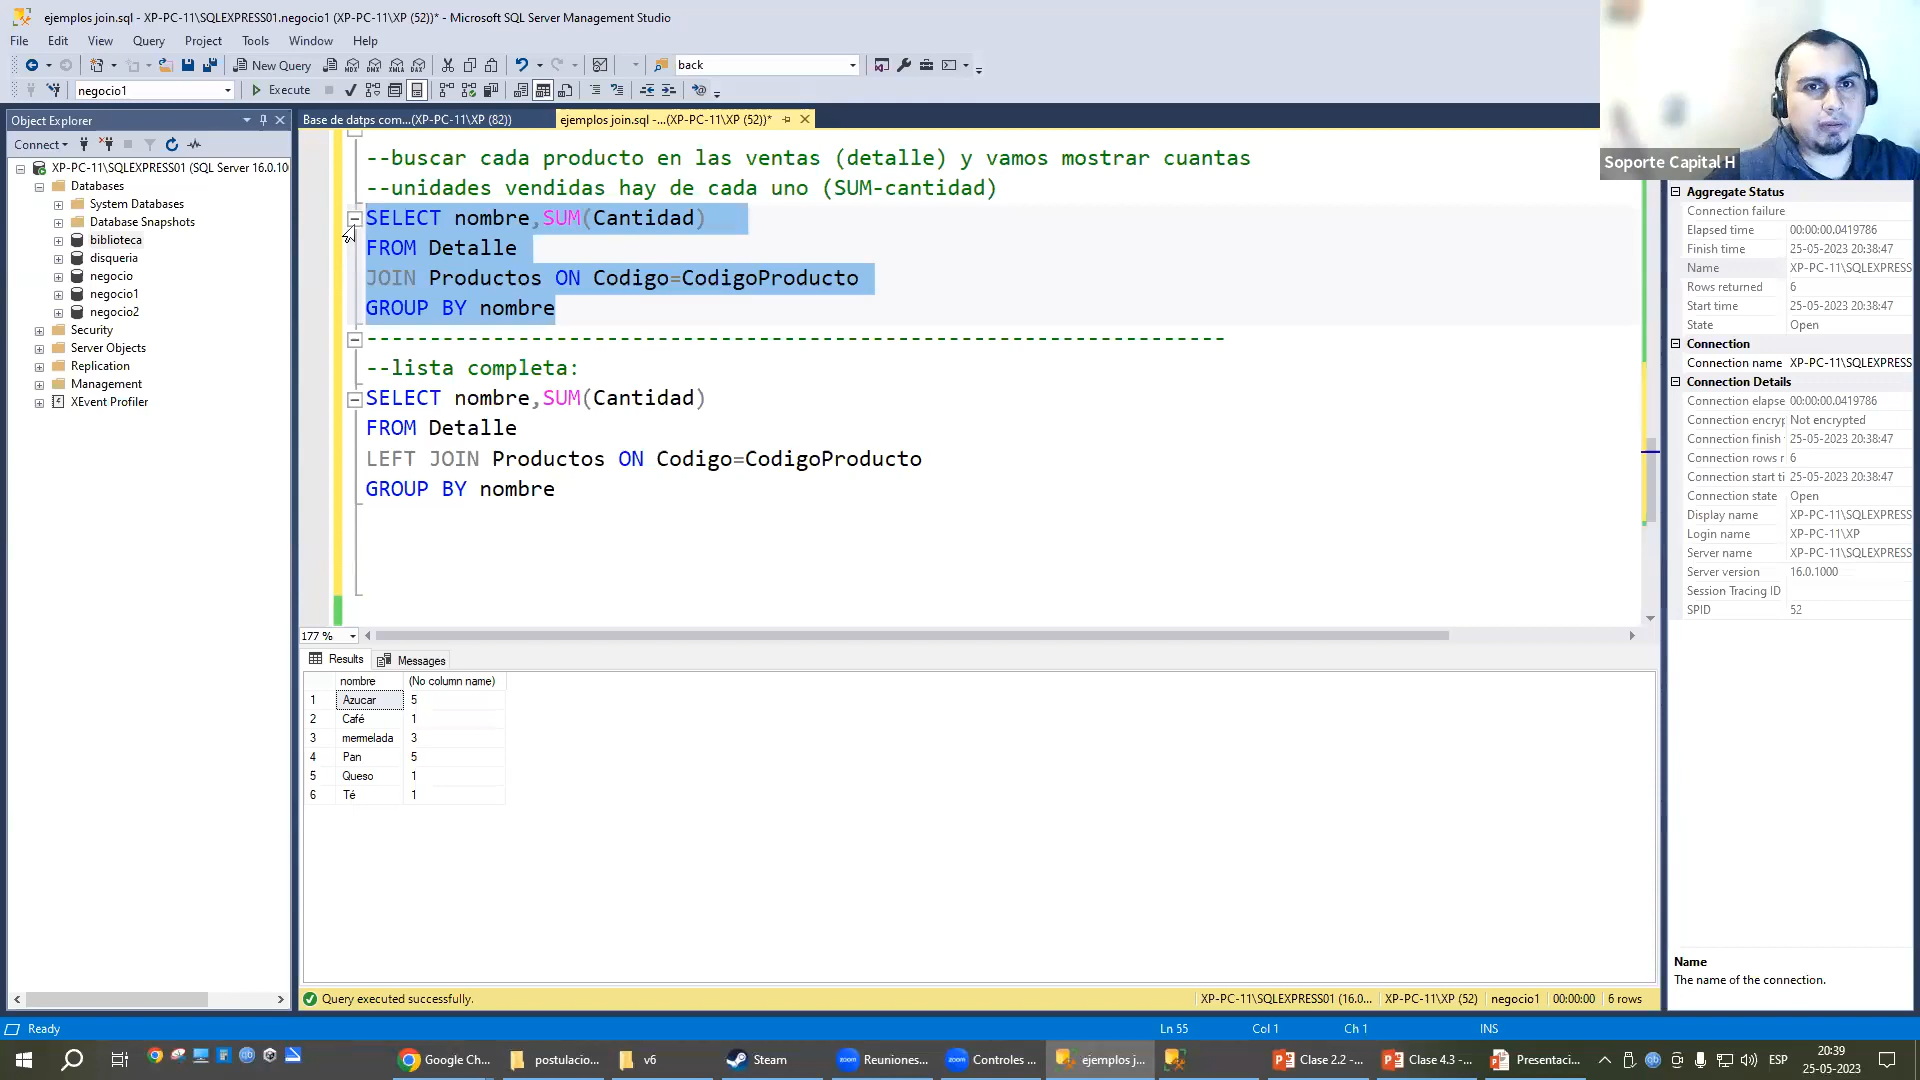 ejemplos join.sql - XP-PC-11\SQLEXPRESS01.negocio1 (XP-PC-11\XP (52))* - Microsoft SQL Server Management Studio
File Edit View Query Project Tools Window Help
New Query
back
negocio1
Execute
Object Explorer
Base de datps com...(XP-PC-11\XP (82))
ejemplos join.sql -...(XP-PC-11\XP (52))*
Connect
XP-PC-11\SQLEXPRESS01 (SQL Server 16.0.10
Databases
System Databases
Database Snapshots
biblioteca
disqueria
negocio
negocio1
negocio2
Security
Server Objects
Replication
Management
XEvent Profiler
--buscar cada producto en las ventas (detalle) y vamos mostrar cuantas
--unidades vendidas hay de cada uno (SUM-cantidad)
SELECT nombre,SUM(Cantidad)
FROM Detalle
JOIN Productos ON Codigo=CodigoProducto
GROUP BY nombre
--------------------------------------------------------------------
--lista completa:
SELECT nombre,SUM(Cantidad)
FROM Detalle
LEFT JOIN Productos ON Codigo=CodigoProducto
GROUP BY nombre
177 %
Results Messages
nombre (No column name)
1 Azucar 5
2 Café 1
3 mermelada 3
4 Pan 5
5 Queso 1
6 Té 1
Query executed successfully.
XP-PC-11\SQLEXPRESS01 (16.0... XP-PC-11\XP (52) negocio1 00:00:00 6 rows
Soporte Capital H
Aggregate Status
Connection failure
Elapsed time 00:00:00.0419786
Finish time 25-05-2023 20:38:47
Name XP-PC-11\SQLEXPRESS
Rows returned 6
Start time 25-05-2023 20:38:47
State Open
Connection
Connection name XP-PC-11\SQLEXPRESS
Connection Details
Connection elapse 00:00:00.0419786
Connection encryp Not encrypted
Connection finish 25-05-2023 20:38:47
Connection rows r 6
Connection start ti 25-05-2023 20:38:47
Connection state Open
Display name XP-PC-11\SQLEXPRESS
Login name XP-PC-11\XP
Server name XP-PC-11\SQLEXPRESS
Server version 16.0.1000
Session Tracing ID
SPID 52
Name
The name of the connection.
Ready
Ln 55 Col 1 Ch 1 INS
Google Ch... postulacio... v6 Steam Reuniones... Controles ... ejemplos j... Clase 2.2 -... Clase 4.3 -... Presentaci...
ESP
20:39
25-05-2023